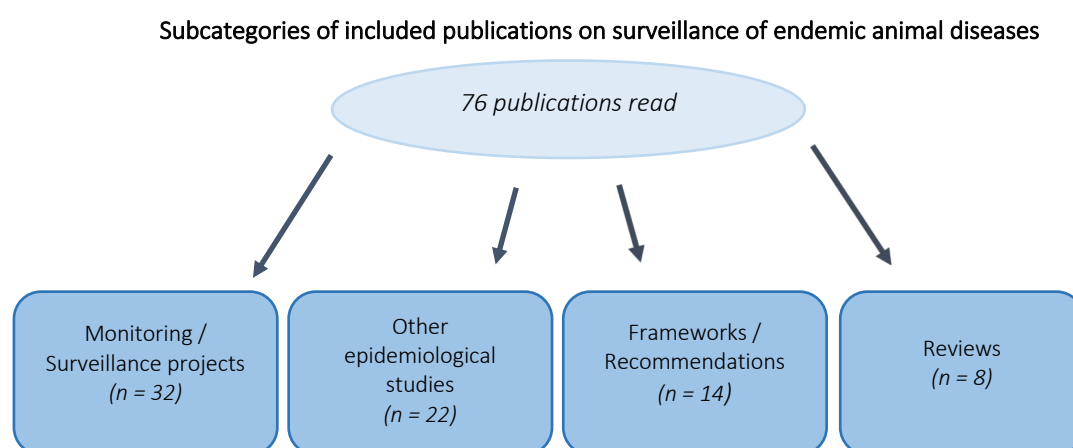 Subcategories of included publications on surveillance of endemic animal diseases
76 publications read
Monitoring /
Surveillance projects
(n = 32)
Other
epidemiological
studies
(n = 22)
Frameworks /
Recommendations
(n = 14)
Reviews
(n = 8)